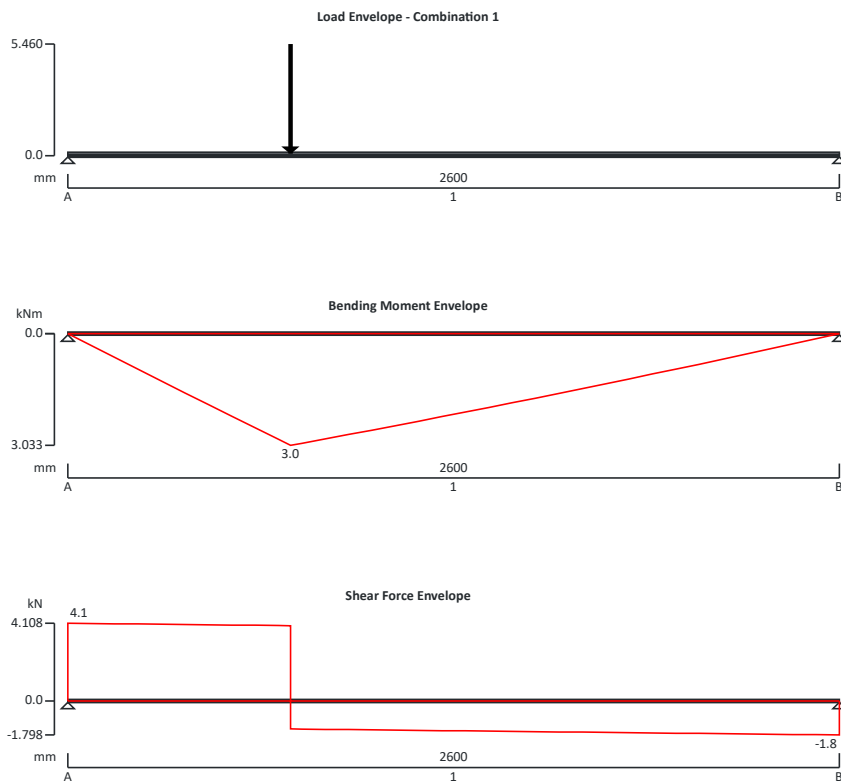 Load Envelope - Combination 1
5.460
0.0
mm
2600
A
1
B
Bending Moment Envelope
kNm
0.0
3.033
3.0
mm
2600
A
1
B
Shear Force Envelope
kN
4.1
4.108
0.0
-1.798
-1.8
mm
2600
A
1
B